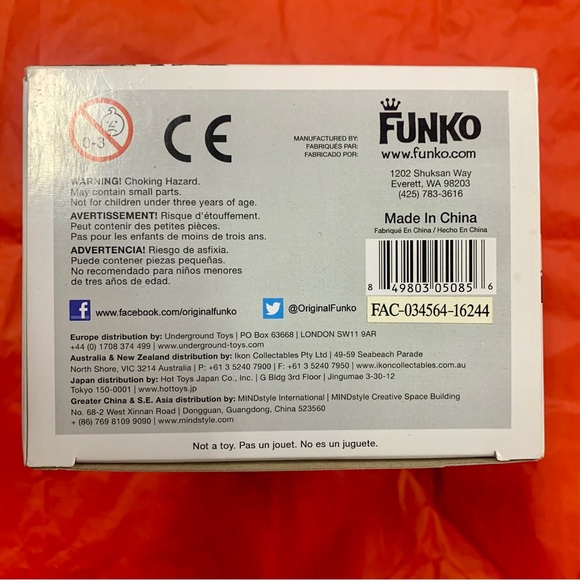 0-3
CE
MANUFACTURED BY:
FABRIQUÉS PAR:
FABRICADO POR:
FUNKO
www.funko.com
1202 Shuksan Way
Everett, WA 98203
(425) 783-3616
Made In China
Fabriqué En China / Hecho En China
WARNING! Choking Hazard.
May contain small parts.
Not for children under three years of age.
AVERTISSEMENT! Risque d'étouffement.
Peut contenir des petites pièces.
Pas pour les enfants de moins de trois ans.
ADVERTENCIA! Riesgo de asfixia.
Puede contener piezas pequeñas.
No recomendado para niños menores
de tres años de edad.
8 49803 05085 6
FAC-034564-16244
www.facebook.com/originalfunko
@OriginalFunko
Europe distribution by: Underground Toys | PO Box 63668 | LONDON SW11 9AR
+44 (0) 1708 374 499 | www.underground-toys.com
Australia & New Zealand distribution by: Ikon Collectables Pty Ltd | 49-59 Seabeach Parade
North Shore, VIC 3214 Australia | P: +61 3 5240 7900 | F: +61 3 5240 7950 | www.ikoncollectables.com.au
Japan distribution by: Hot Toys Japan Co., Inc. | G Bldg 3rd Floor | Jingumae 3-30-12
Tokyo 150-0001 | www.hottoys.jp
Greater China & S.E. Asia distribution by: MINDstyle International | MINDstyle Creative Space Building
No. 68-2 West Xinnan Road | Dongguan, Guangdong, China 523560
+ (86) 769 8109 9090 | www.mindstyle.com
Not a toy. Pas un jouet. No es un juguete.